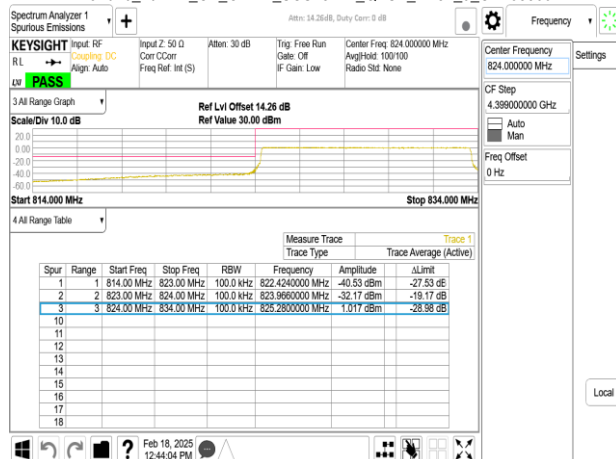 Spectrum Analyzer 1
Spurious Emissions
Attn: 14.26dB, Duty Corr: 0 dB
Frequency
Settings
KEYSIGHT
RL
LXI
PASS
Input: RF
Coupling: DC
Align: Auto
Input Z: 50 Ω
Corr CCorr
Freq Ref: Int (S)
Atten: 30 dB
Trig: Free Run
Gate: Off
IF Gain: Low
Center Freq: 824.000000 MHz
Avg|Hold: 100/100
Radio Std: None
Center Frequency
824.000000 MHz
CF Step
4.399000000 GHz
Auto
Man
Freq Offset
0 Hz
3 All Range Graph
Scale/Div 10.0 dB
Ref Lvl Offset 14.26 dB
Ref Value 30.00 dBm
20.0
0.00
-20.0
-40.0
-60.0
Start 814.000 MHz
Stop 834.000 MHz
4 All Range Table
Measure Trace Trace 1
Trace Type Trace Average (Active)
Spur Range Start Freq Stop Freq RBW Frequency Amplitude ΔLimit
1 1 814.00 MHz 823.00 MHz 100.0 kHz 822.4240000 MHz -40.53 dBm -27.53 dB
2 2 823.00 MHz 824.00 MHz 100.0 kHz 823.9660000 MHz -32.17 dBm -19.17 dB
3 3 824.00 MHz 834.00 MHz 100.0 kHz 825.2800000 MHz 1.017 dBm -28.98 dB
10
11
12
13
14
15
16
17
18
Local
Feb 18, 2025
12:44:04 PM